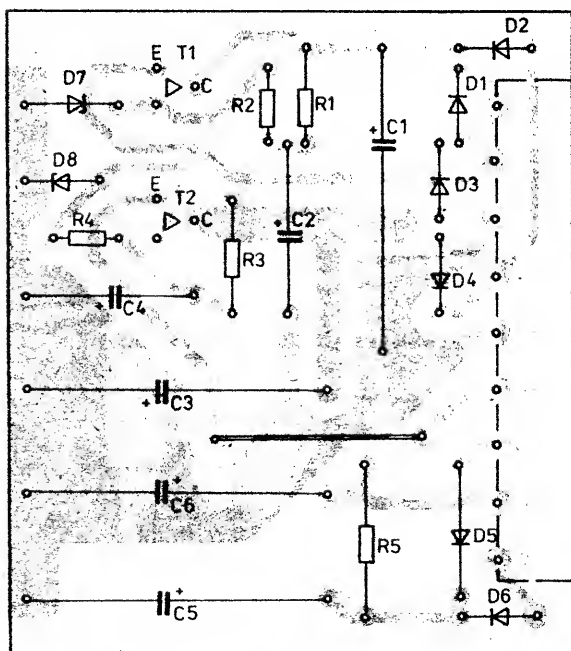 D2
E T1
D7
C
D1
R2
R1
C1
+
D8
E
T2
C
D3
R4
+
C2
R3
D4
+
C4
+
C3
+
C6
R5
D5
+
C5
D6